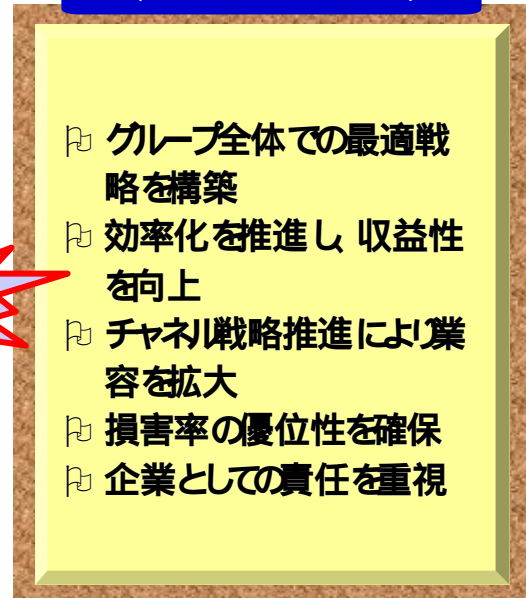 グループ全体での最適戦
略を構築
効率化を推進し、収益性
を向上
チャネル戦略推進により業
容を拡大
損害率の優位性を確保
企業としての責任を重視